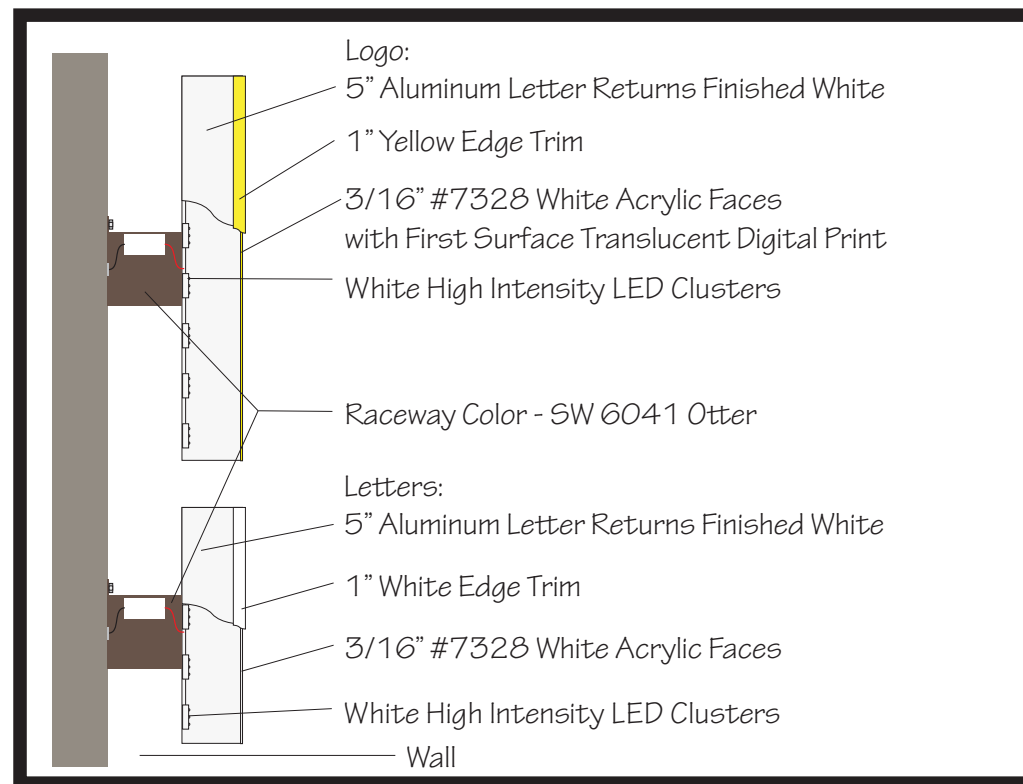 Logo:
5” Aluminum Letter Returns Finished White
1” Yellow Edge Trim
3/16” #7328 White Acrylic Faces
with First Surface Translucent Digital Print
White High Intensity LED Clusters
Raceway Color - SW 6041 Otter
Letters:
5” Aluminum Letter Returns Finished White
1” White Edge Trim
3/16” #7328 White Acrylic Faces
White High Intensity LED Clusters
Wall